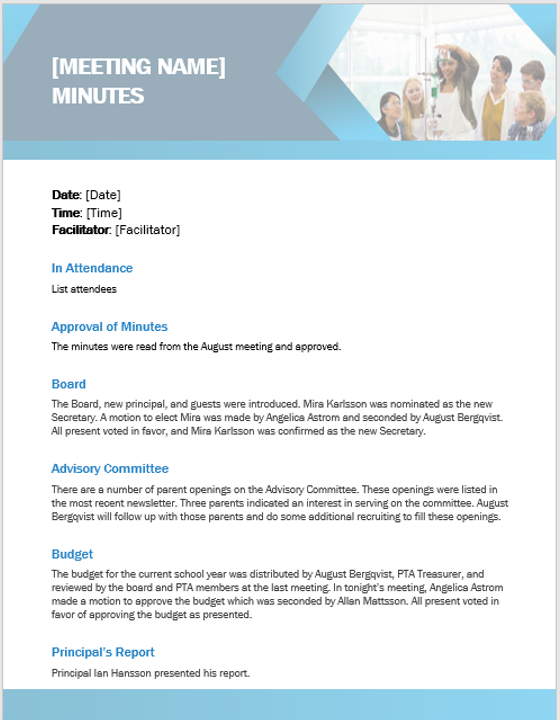 [MEETING NAME]
MINUTES
Date: [Date]
Time: [Time]
Facilitator: [Facilitator]
In Attendance
List attendees
Approval of Minutes
The minutes were read from the August meeting and approved.
Board
The Board, new principal, and guests were introduced. Mira Karlsson was nominated as the new
Secretary. A motion to elect Mira was made by Angelica Astrom and seconded by August Bergqvist.
All present voted in favor, and Mira Karlsson was confirmed as the new Secretary.
Advisory Committee
There are a number of parent openings on the Advisory Committee. These openings were listed in
the most recent newsletter. Three parents indicated an interest in serving on the committee. August
Bergqvist will follow up with those parents and do some additional recruiting to fill these openings.
Budget
The budget for the current school year was distributed by August Bergqvist, PTA Treasurer, and
reviewed by the board and PTA members at the last meeting. In tonight's meeting, Angelica Astrom
made a motion to approve the budget which was seconded by Allan Mattsson. All present voted in
favor of approving the budget as presented.
Principal's Report
Principal Ian Hansson presented his report.